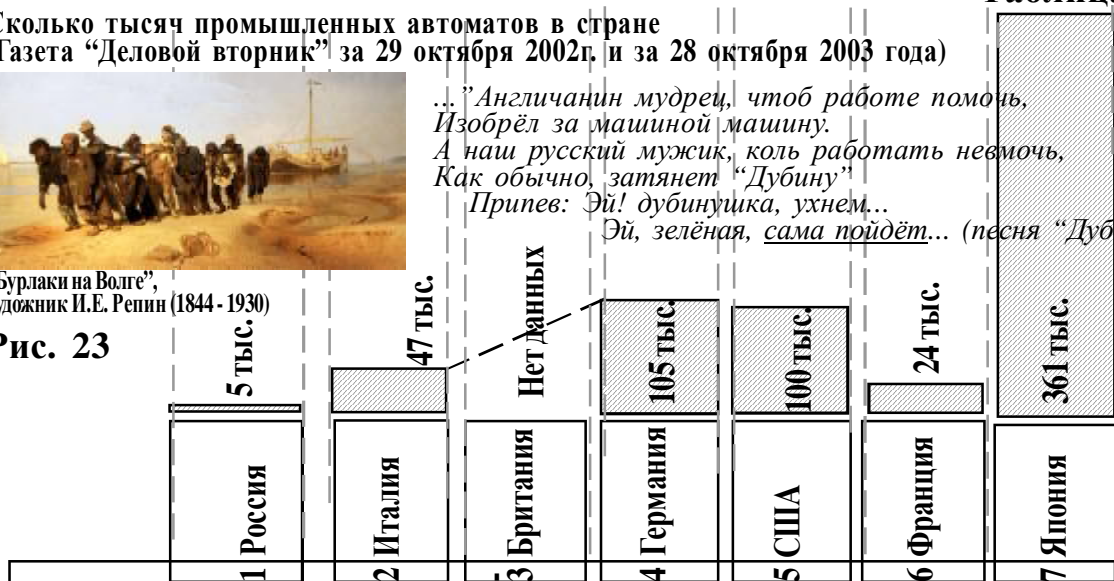 Сколько тысяч промышленных автоматов в стране
Газета “Деловой вторник” за 29 октября 2002г. и за 28 октября 2003 года)
...”Англичанин мудрец, чтоб работе помочь,
Изобрёл за машиной машину.
А наш русский мужик, коль работать невмочь,
Как обычно, затянет “Дубину”
Припев: Эй! дубинушка, ухнем...
Эй, зелёная, сама пойдёт... (песня “Дуб
Бурлаки на Волге”,
художник И.Е. Репин (1844 - 1930)
Рис. 23
5 тыс.
47 тыс.
Нет данных
105 тыс.
100 тыс.
24 тыс.
361 тыс.
1 Россия
2 Италия
3 Британия
4 Германия
5 США
6 Франция
7 Япония